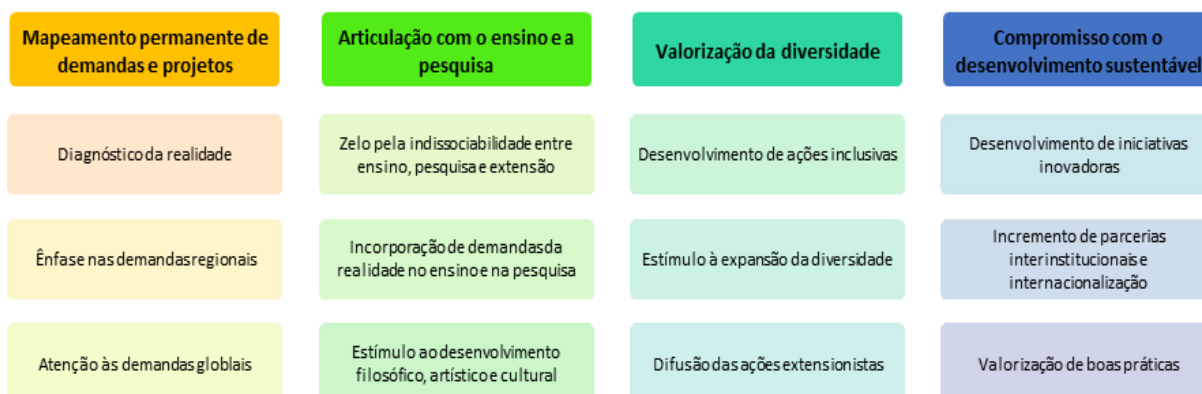 Mapeamento permanente de
demandas e projetos
Articulação com o ensino e a
pesquisa
Valorização da diversidade
Compromisso com o
desenvolvimento sustentável
Diagnóstico da realidade
Zelo pela indissociabilidade entre
ensino, pesquisa e extensão
Desenvolvimento de ações inclusivas
Desenvolvimento de iniciativas
inovadoras
Ênfase nas demandas regionais
Incorporação de demandas da
realidade no ensino e na pesquisa
Estímulo à expansão da diversidade
Incremento de parcerias
interinstitucionais e
internacionalização
Atenção às demandas globlais
Estímulo ao desenvolvimento
filosófico, artístico e cultural
Difusão das ações extensionistas
Valorização de boas práticas